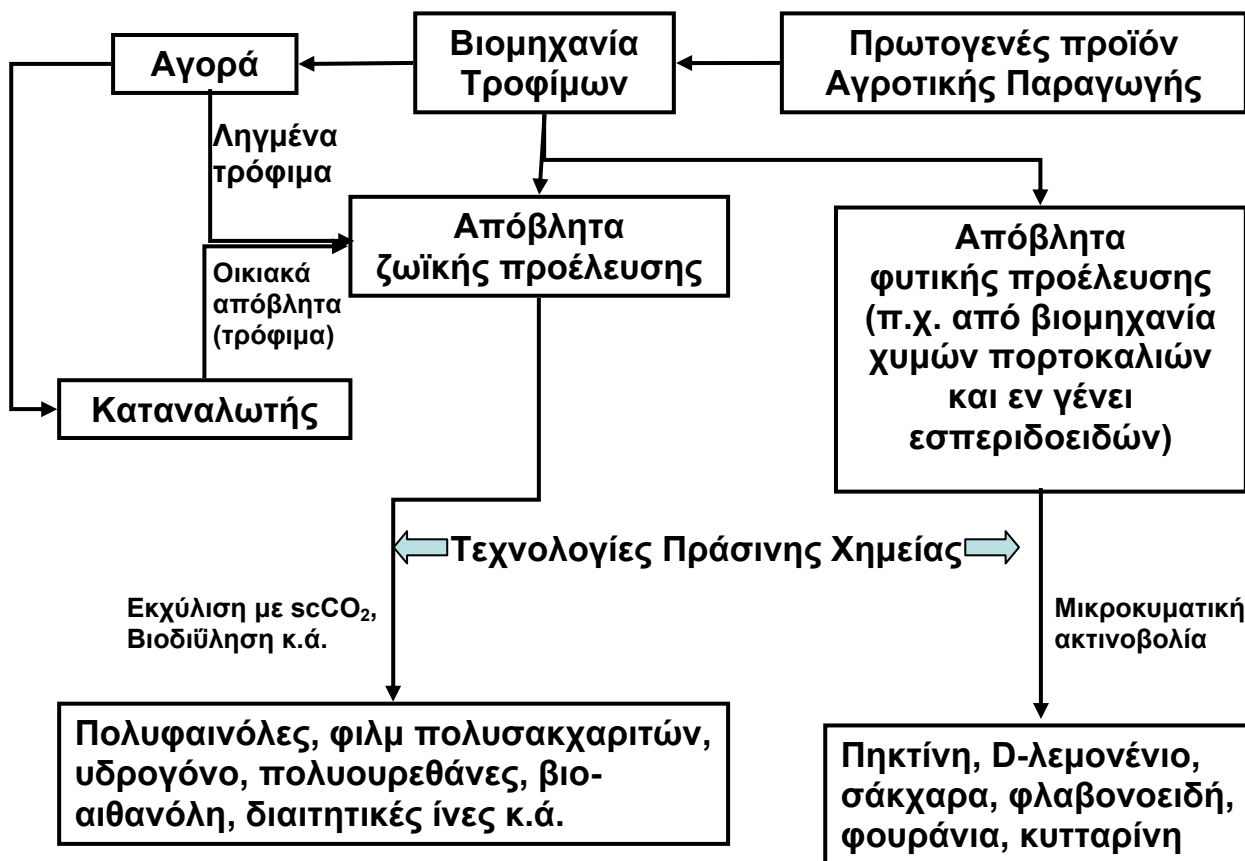 Αγορά
Βιομηχανία
Τροφίμων
Πρωτογενές προϊόν
Αγροτικής Παραγωγής
Ληγμένα
τρόφιμα
Απόβλητα
ζωϊκής προέλευσης
Απόβλητα
φυτικής προέλευσης
(π.χ. από βιομηχανία
χυμών πορτοκαλιών
και εν γένει
εσπεριδοειδών)
Οικιακά
απόβλητα
(τρόφιμα)
Καταναλωτής
Τεχνολογίες Πράσινης Χημείας
Εκχύλιση με scCO₂,
Βιοδιΰληση κ.ά.
Μικροκυματική
ακτινοβολία
Πολυφαινόλες, φιλμ πολυσακχαριτών,
υδρογόνο, πολυουρεθάνες, βιο-
αιθανόλη, διαιτητικές ίνες κ.ά.
Πηκτίνη, D-λεμονένιο,
σάκχαρα, φλαβονοειδή,
φουράνια, κυτταρίνη